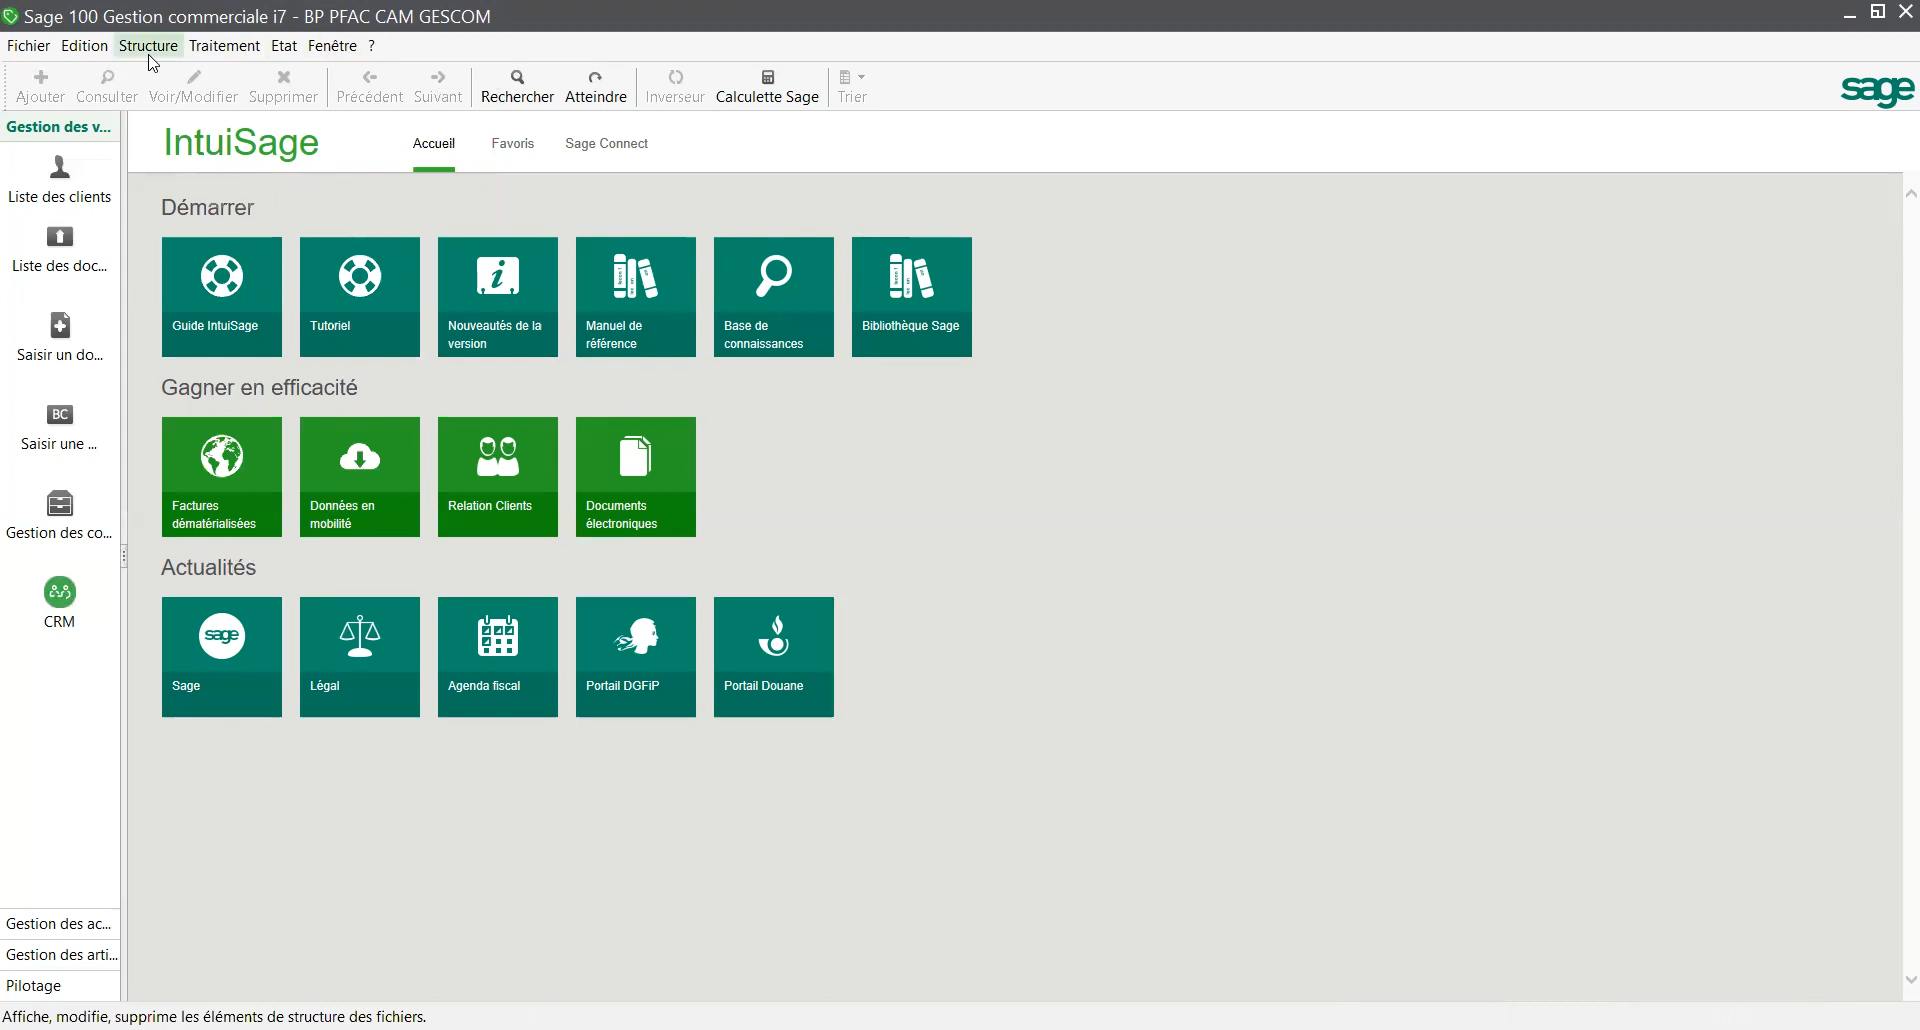 Sage 100 Gestion commerciale i7 - BP PFAC CAM GESCOM
Fichier Edition Structure Traitement Etat Fenêtre ?
Ajouter Consulter Voir/Modifier Supprimer Précédent Suivant Rechercher Atteindre Inverseur Calculette Sage Trier
sage
Gestion des v...
Liste des clients
Liste des doc...
Saisir un do...
BC
Saisir une ...
Gestion des co...
CRM
Gestion des ac...
Gestion des arti...
Pilotage
IntuiSage
Accueil Favoris Sage Connect
Démarrer
Guide IntuiSage
Tutoriel
Nouveautés de la
version
Manuel de
référence
Base de
connaissances
Bibliothèque Sage
Gagner en efficacité
Factures
dématérialisées
Données en
mobilité
Relation Clients
Documents
électroniques
Actualités
sage
Sage
Légal
Agenda fiscal
Portail DGFiP
Portail Douane
Affiche, modifie, supprime les éléments de structure des fichiers.